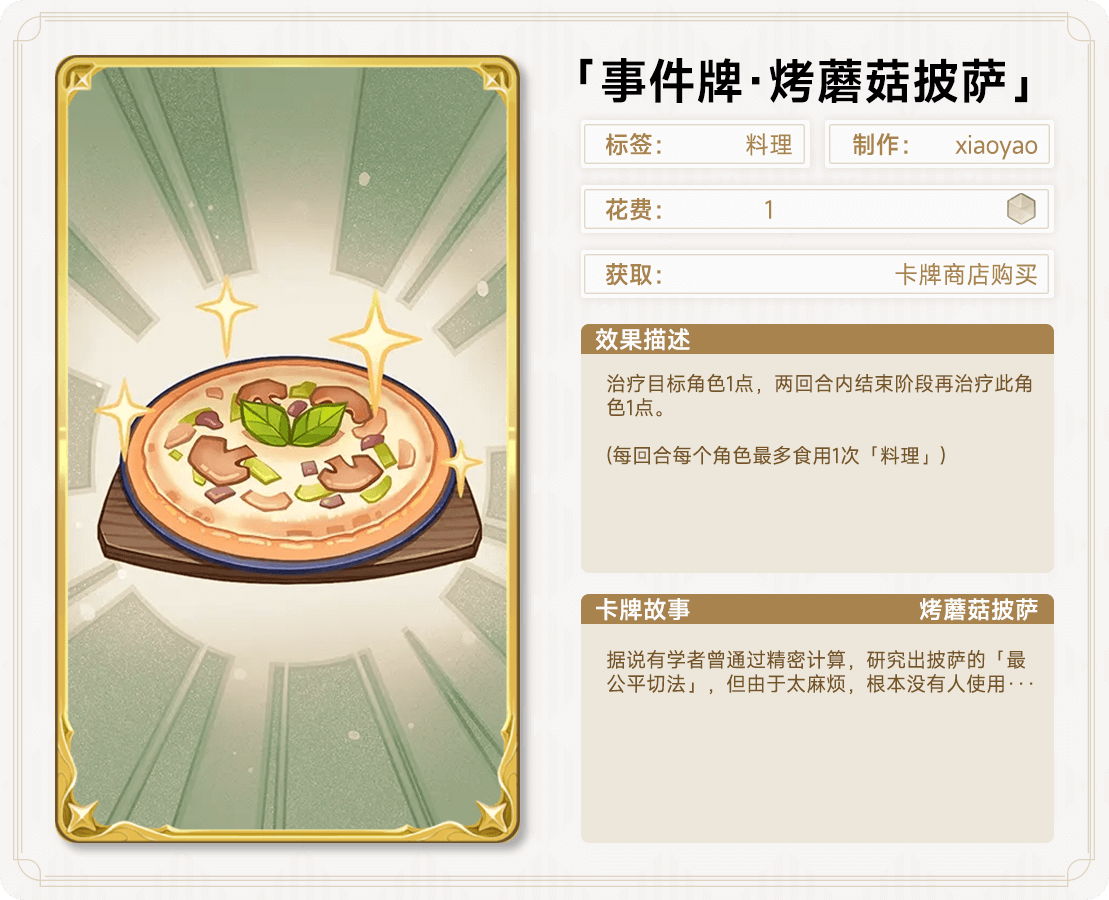 「事件牌·烤蘑菇披萨」
标签: 料理 制作: xiaoyao
花费: 1
获取: 卡牌商店购买
效果描述
治疗目标角色1点，两回合内结束阶段再治疗此角
色1点。
(每回合每个角色最多食用1次「料理」)
卡牌故事 烤蘑菇披萨
据说有学者曾通过精密计算，研究出披萨的「最
公平切法」，但由于太麻烦，根本没有人使用···